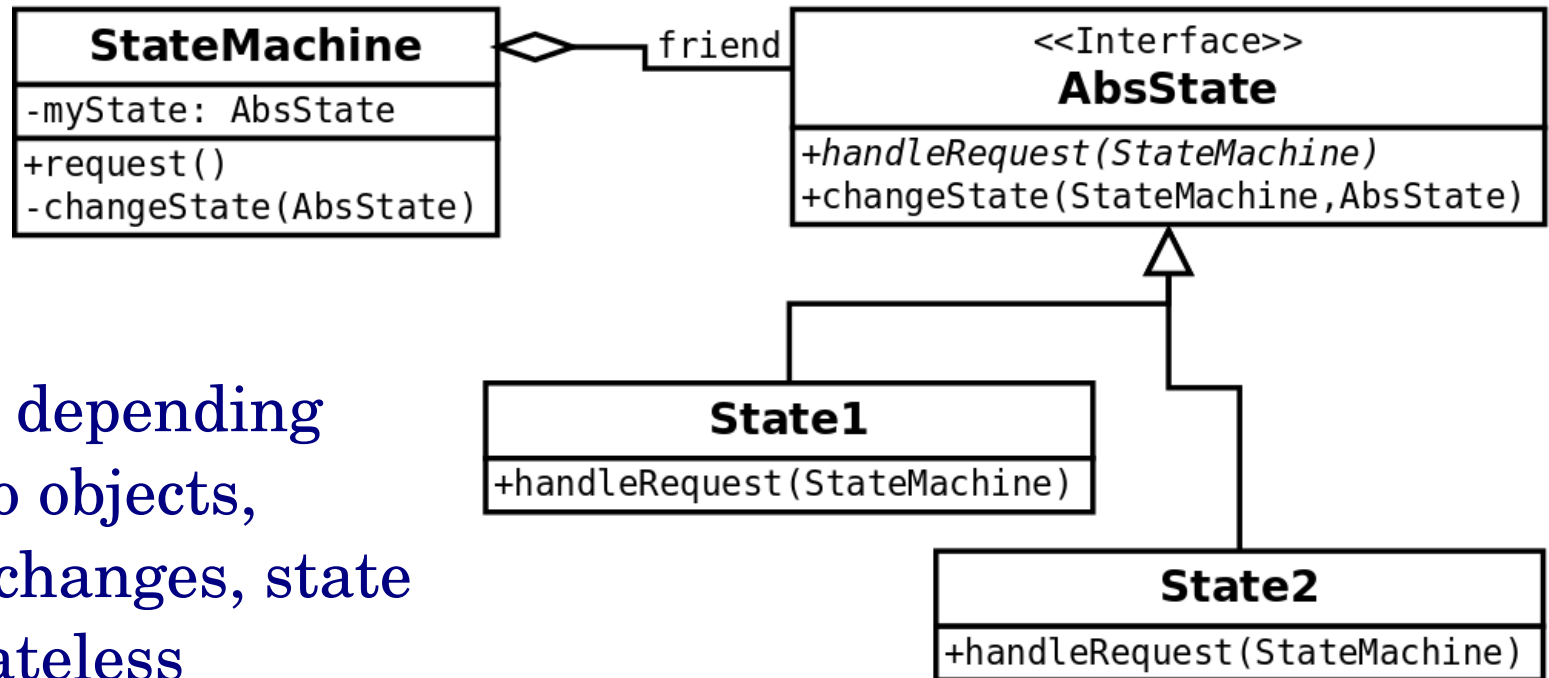 StateMachine
-myState: AbsState
+request()
-changeState(AbsState)
friend
<<Interface>>
AbsState
+handleRequest(StateMachine)
+changeState(StateMachine,AbsState)
State1
+handleRequest(StateMachine)
State2
+handleRequest(StateMachine)
depending
objects,
changes, state